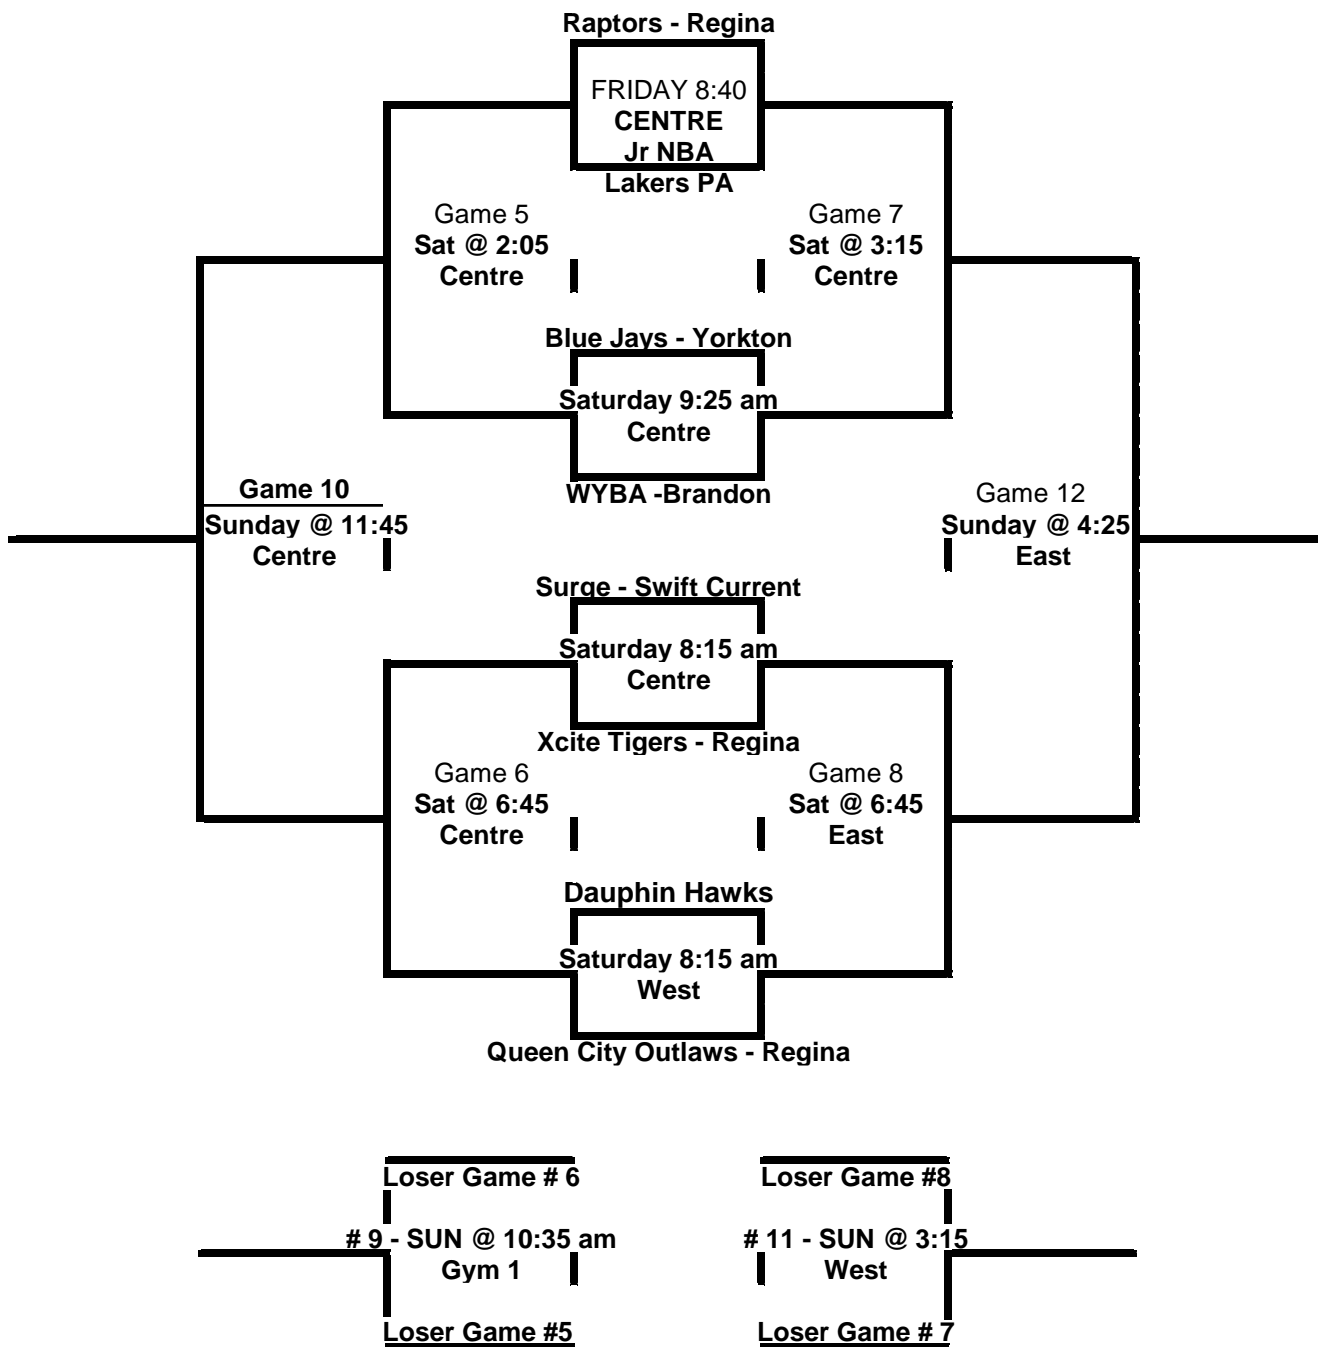 Raptors - Regina
FRIDAY 8:40
CENTRE
Jr NBA
Lakers PA
Game 5
Sat @ 2:05
Centre
Game 7
Sat @ 3:15
Centre
Blue Jays - Yorkton
Saturday 9:25 am
Centre
WYBA -Brandon
Game 10
Sunday @ 11:45
Centre
Game 12
Sunday @ 4:25
East
Surge - Swift Current
Saturday 8:15 am
Centre
Xcite Tigers - Regina
Game 6
Sat @ 6:45
Centre
Game 8
Sat @ 6:45
East
Dauphin Hawks
Saturday 8:15 am
West
Queen City Outlaws - Regina
Loser Game # 6
# 9 - SUN @ 10:35 am
Gym 1
Loser Game #5
Loser Game #8
# 11 - SUN @ 3:15
West
Loser Game # 7